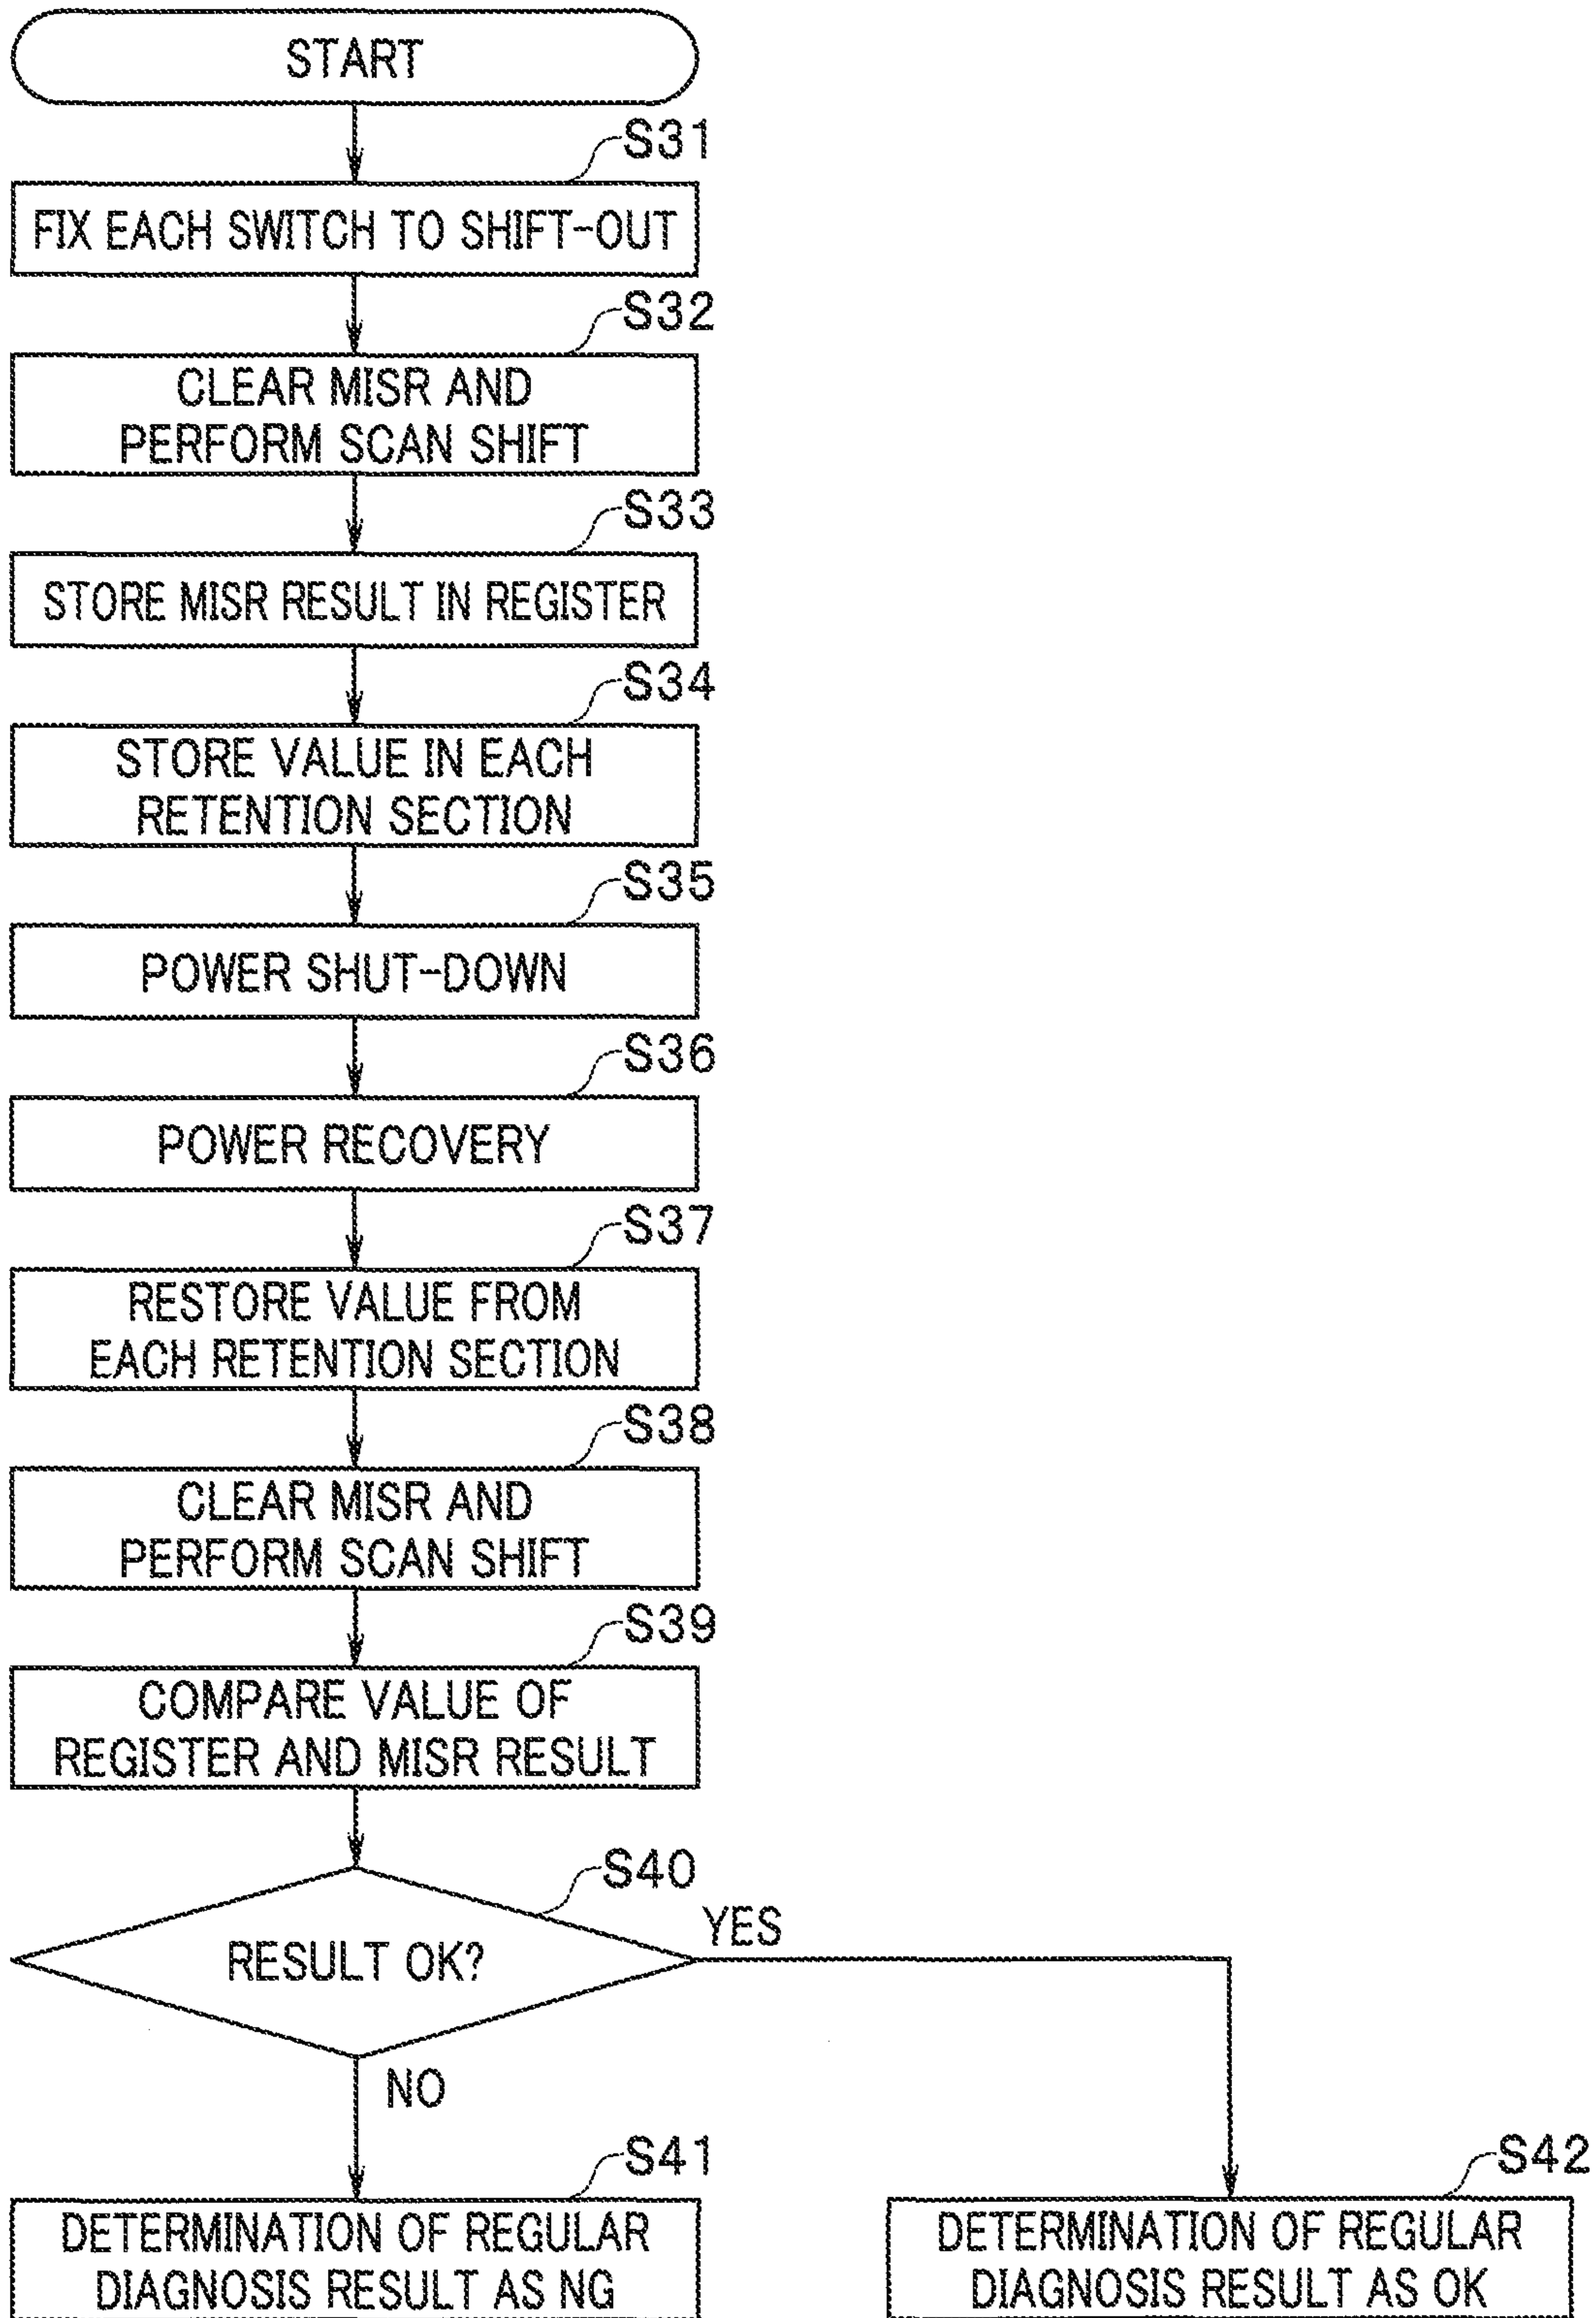 START
S31
FIX EACH SWITCH TO SHIFT-OUT
S32
CLEAR MISR AND
PERFORM SCAN SHIFT
S33
STORE MISR RESULT IN REGISTER
S34
STORE VALUE IN EACH
RETENTION SECTION
S35
POWER SHUT-DOWN
S36
POWER RECOVERY
S37
RESTORE VALUE FROM
EACH RETENTION SECTION
S38
CLEAR MISR AND
PERFORM SCAN SHIFT
S39
COMPARE VALUE OF
REGISTER AND MISR RESULT
S40
RESULT OK?
YES
NO
S41
DETERMINATION OF REGULAR
DIAGNOSIS RESULT AS NG
S42
DETERMINATION OF REGULAR
DIAGNOSIS RESULT AS OK